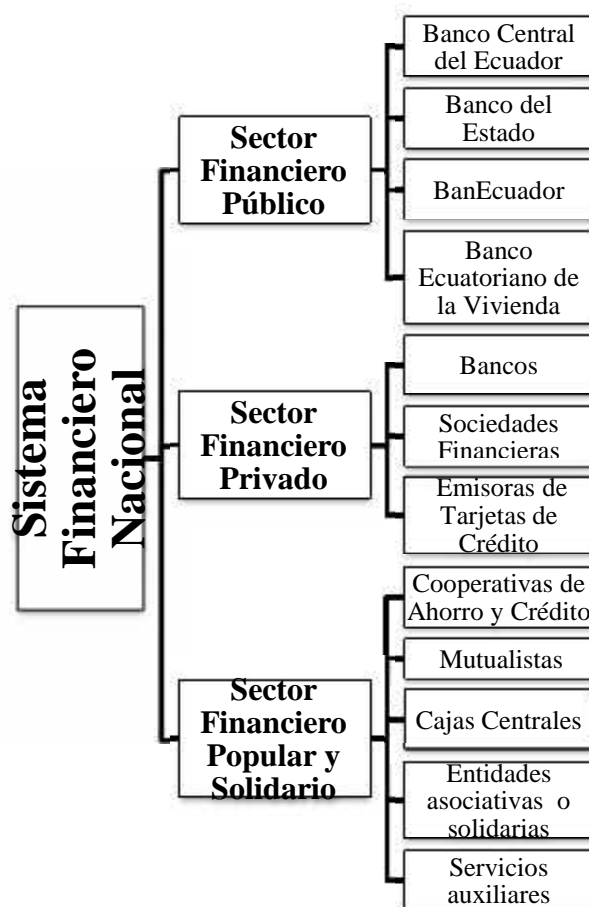 Sistema
Financiero
Nacional
Sector
Financiero
Público
Banco Central
del Ecuador
Banco del
Estado
BanEcuador
Banco
Ecuatoriano de
la Vivienda
Sector
Financiero
Privado
Bancos
Sociedades
Financieras
Emisoras de
Tarjetas de
Crédito
Sector
Financiero
Popular y
Solidario
Cooperativas de
Ahorro y Crédito
Mutualistas
Cajas Centrales
Entidades
asociativas o
solidarias
Servicios
auxiliares